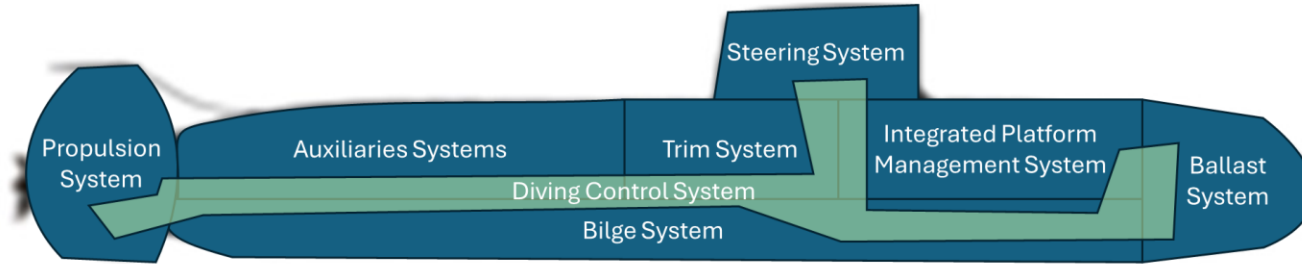 Steering System
Propulsion
System
Auxiliaries Systems
Trim System
Integrated Platform
Management System
Ballast
System
Diving Control System
Bilge System